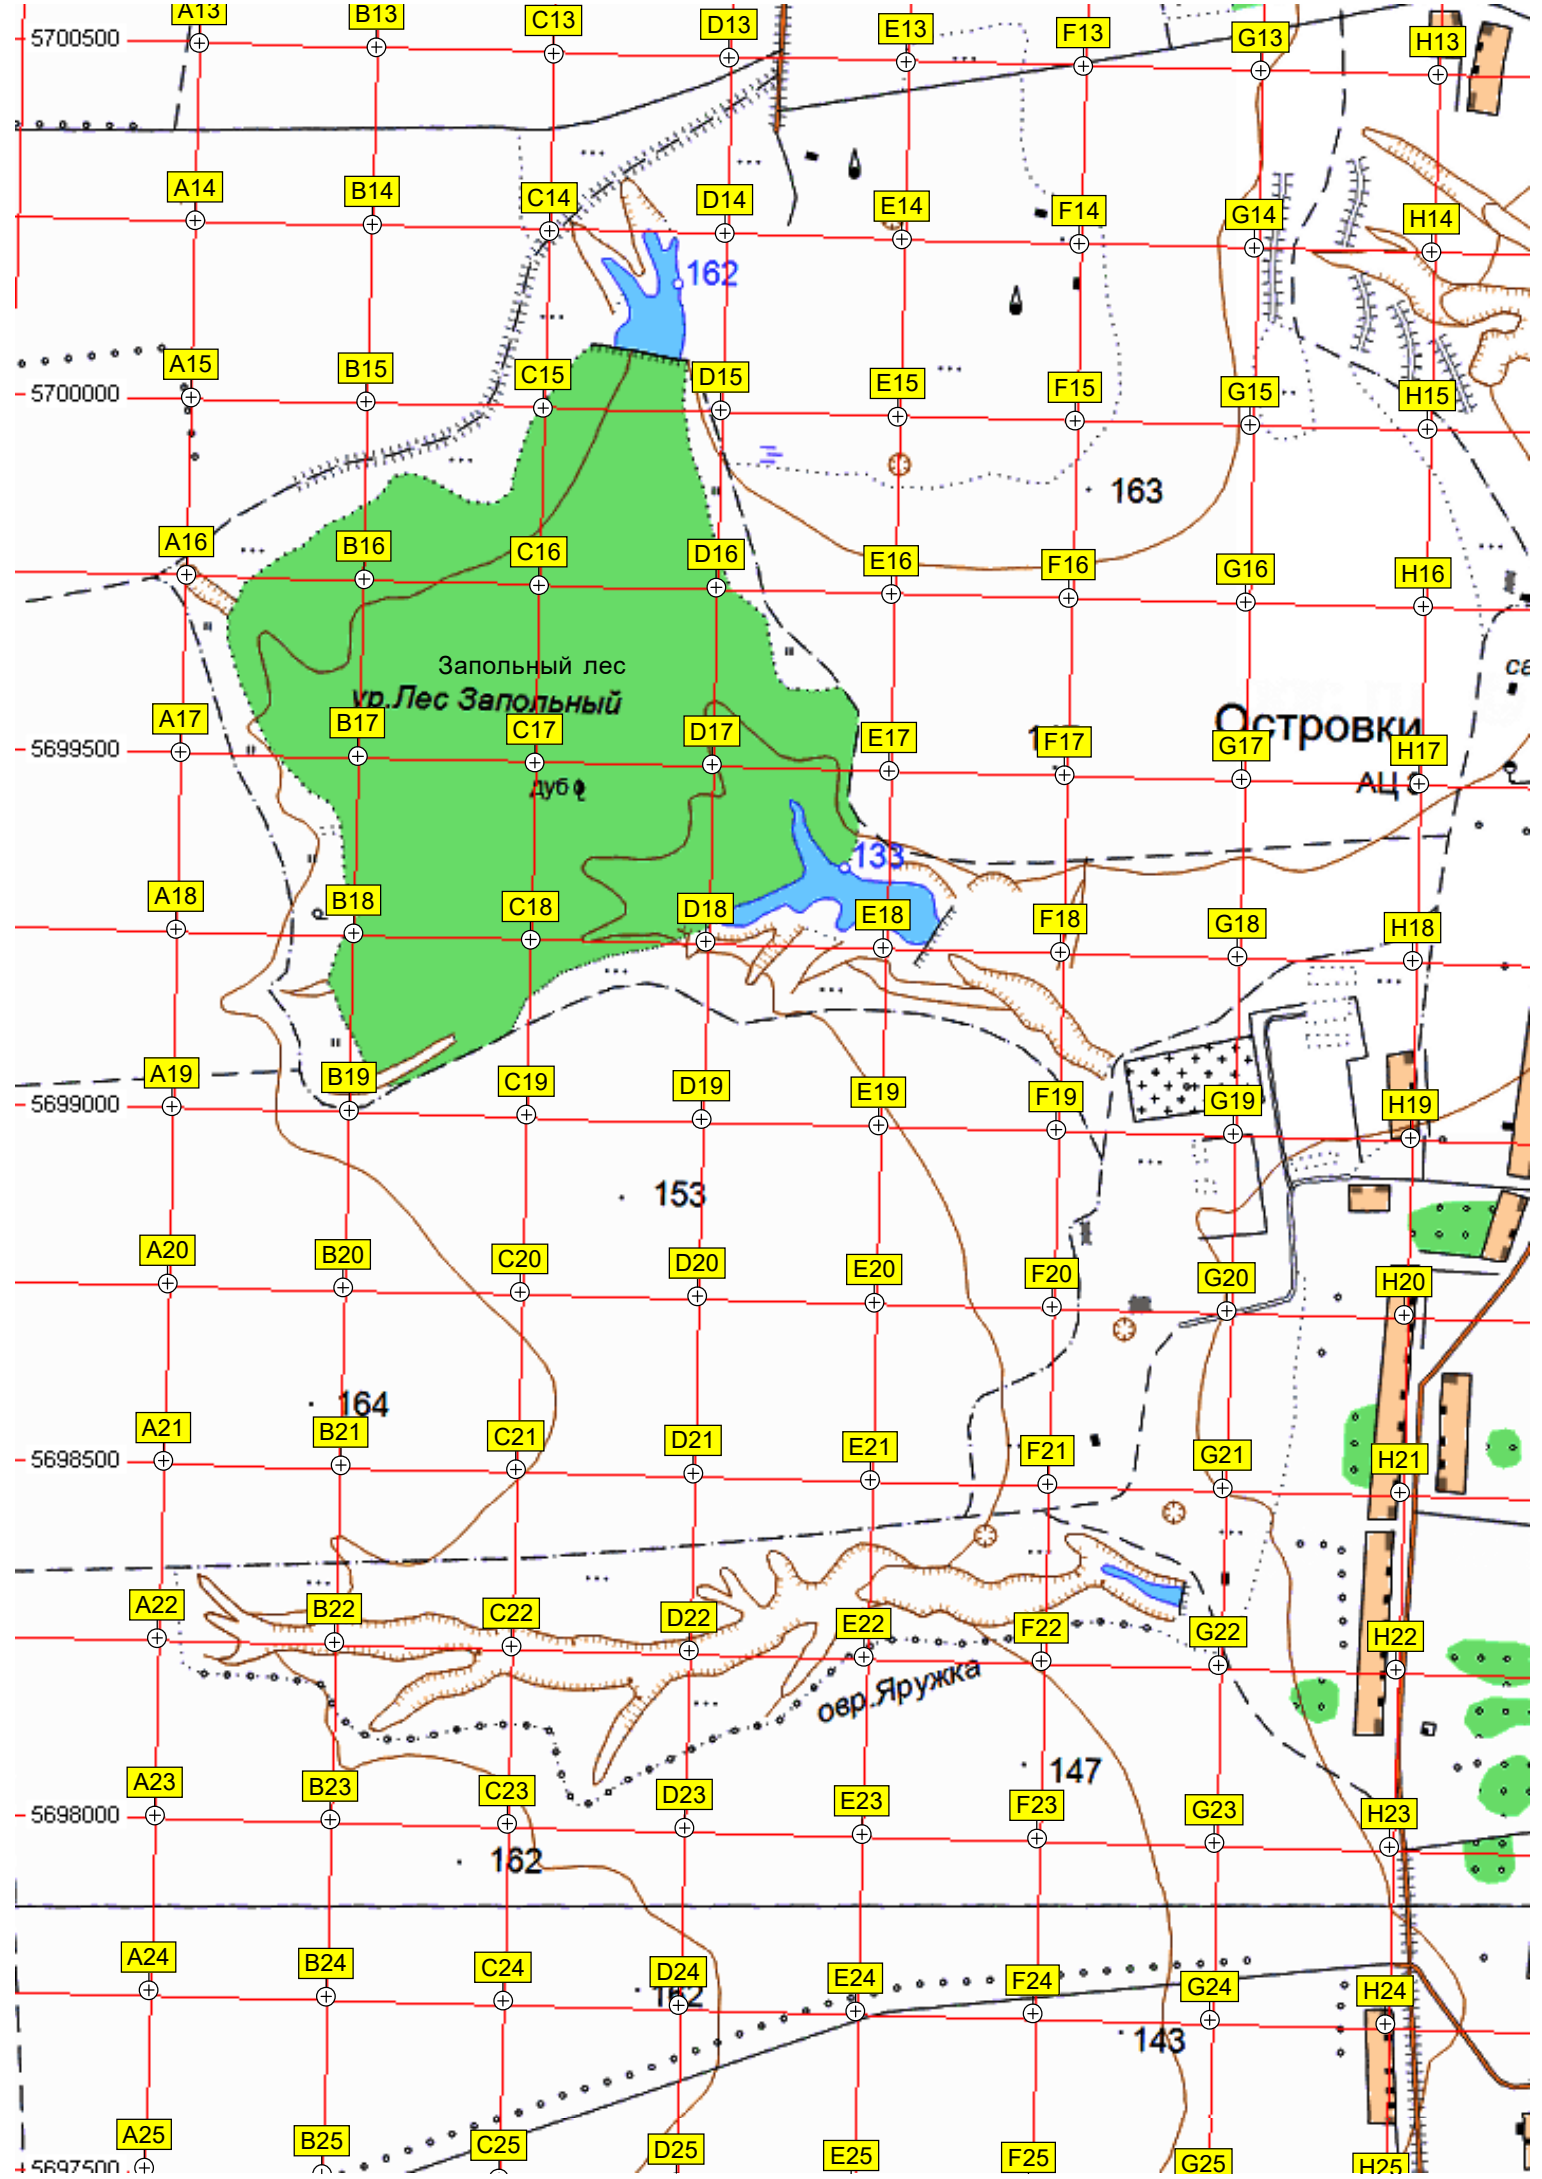 A13 B13 C13 D13 E13 F13 G13 H13
5700500
A14 B14 C14 D14 E14 F14 G14 H14
162
A15 B15 C15 D15 E15 F15 G15 H15
5700000
163
A16 B16 C16 D16 E16 F16 G16 H16
Запольный лес
са
ур.Лес Запольный
Островки
A17 B17 C17 D17 E17 F17 G17 H17
5699500
АЦ
дуб
133
A18 B18 C18 D18 E18 F18 G18 H18
A19 B19 C19 D19 E19 F19 G19 H19
5699000
153
A20 B20 C20 D20 E20 F20 G20 H20
164
A21 B21 C21 D21 E21 F21 G21 H21
5698500
A22 B22 C22 D22 E22 F22 G22 H22
овр.Яружка
147
A23 B23 C23 D23 E23 F23 G23 H23
5698000
162
A24 B24 C24 D24 E24 F24 G24 H24
162
143
A25 B25 C25 D25 E25 F25 G25 H25
5697500